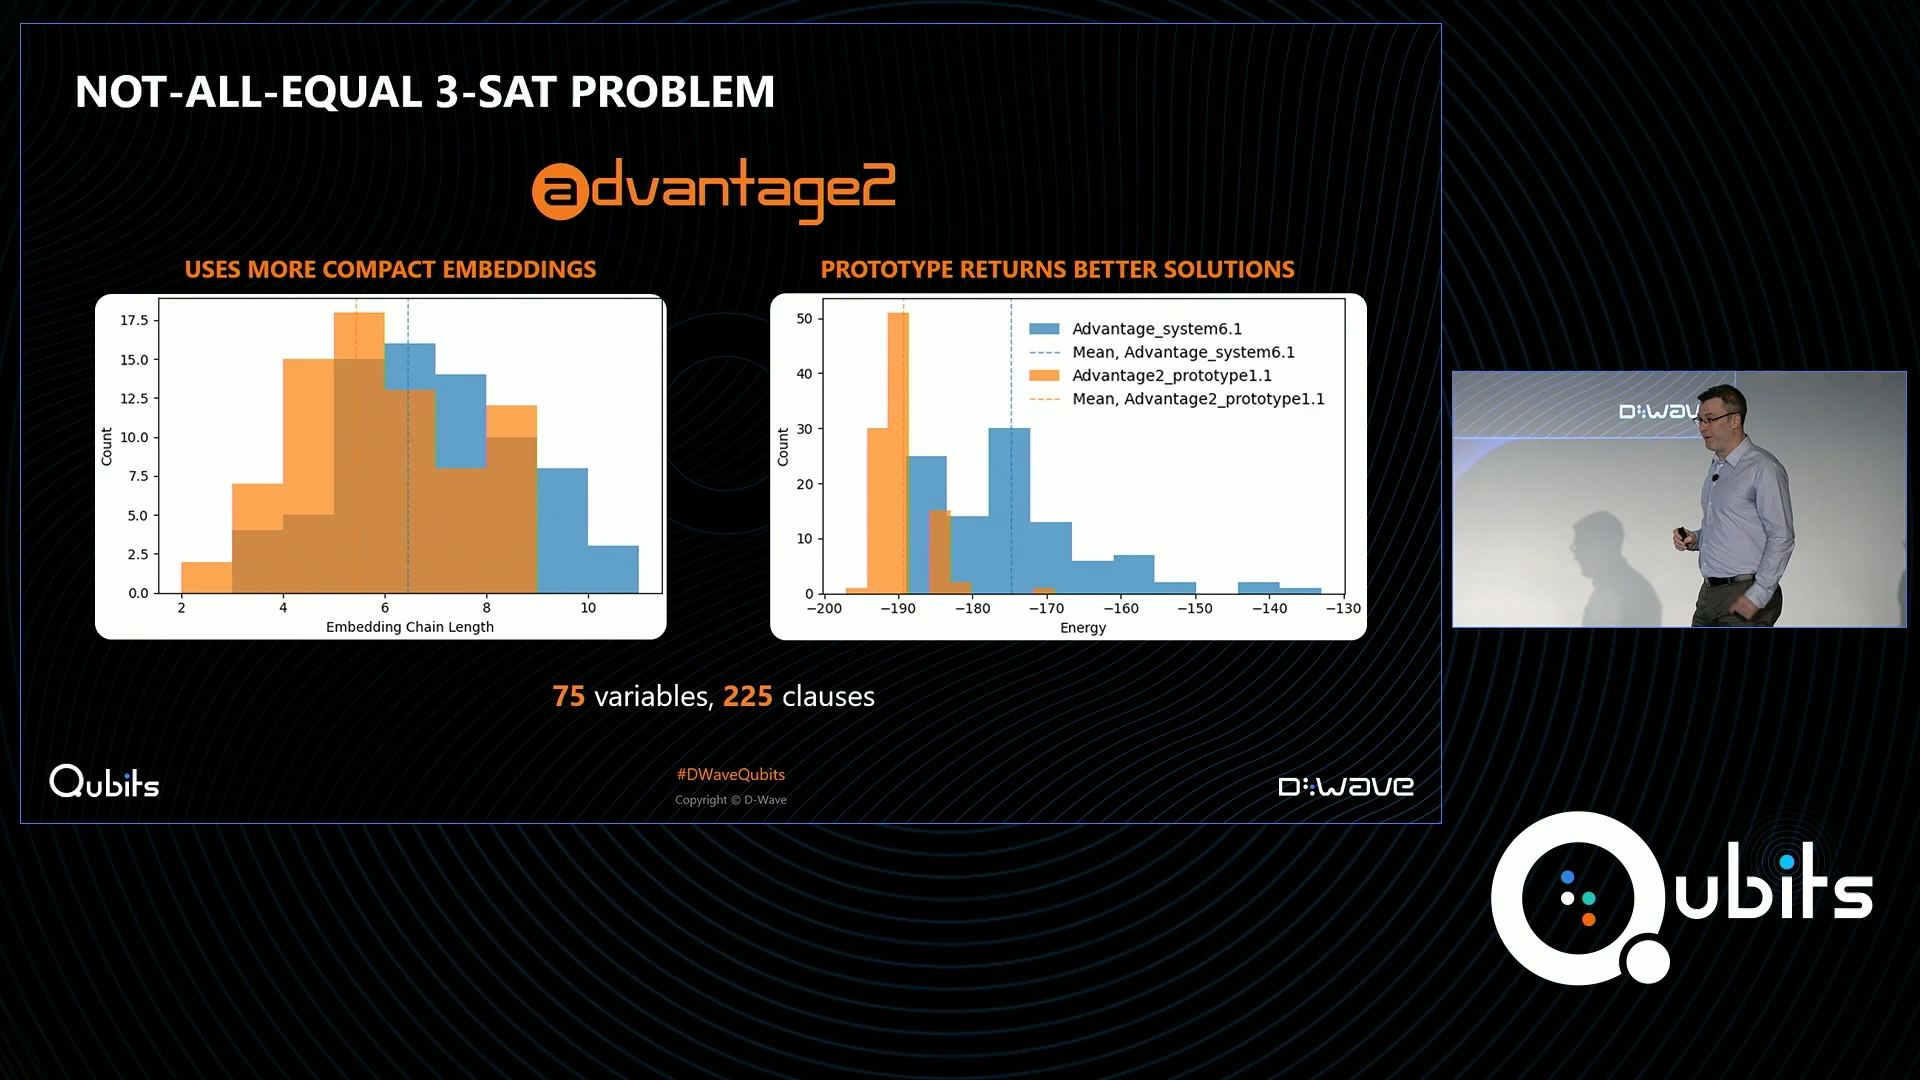 NOT-ALL-EQUAL 3-SAT PROBLEM
advantage2
USES MORE COMPACT EMBEDDINGS
17.5
15.0
12.5
10.0
7.5
5.0
2.5
0.0
Count
2 4 6 8 10
Embedding Chain Length
PROTOTYPE RETURNS BETTER SOLUTIONS
50
40
30
20
10
0
Count
Advantage_system6.1
Mean, Advantage_system6.1
Advantage2_prototype1.1
Mean, Advantage2_prototype1.1
−200 −190 −180 −170 −160 −150 −140 −130
Energy
75 variables, 225 clauses
Qubits
#DWaveQubits
Copyright © D-Wave
D:WAVE
D:WAV
Qubits